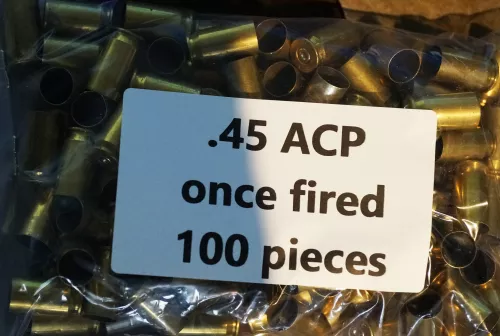 .45 ACP
once fired
100 pieces